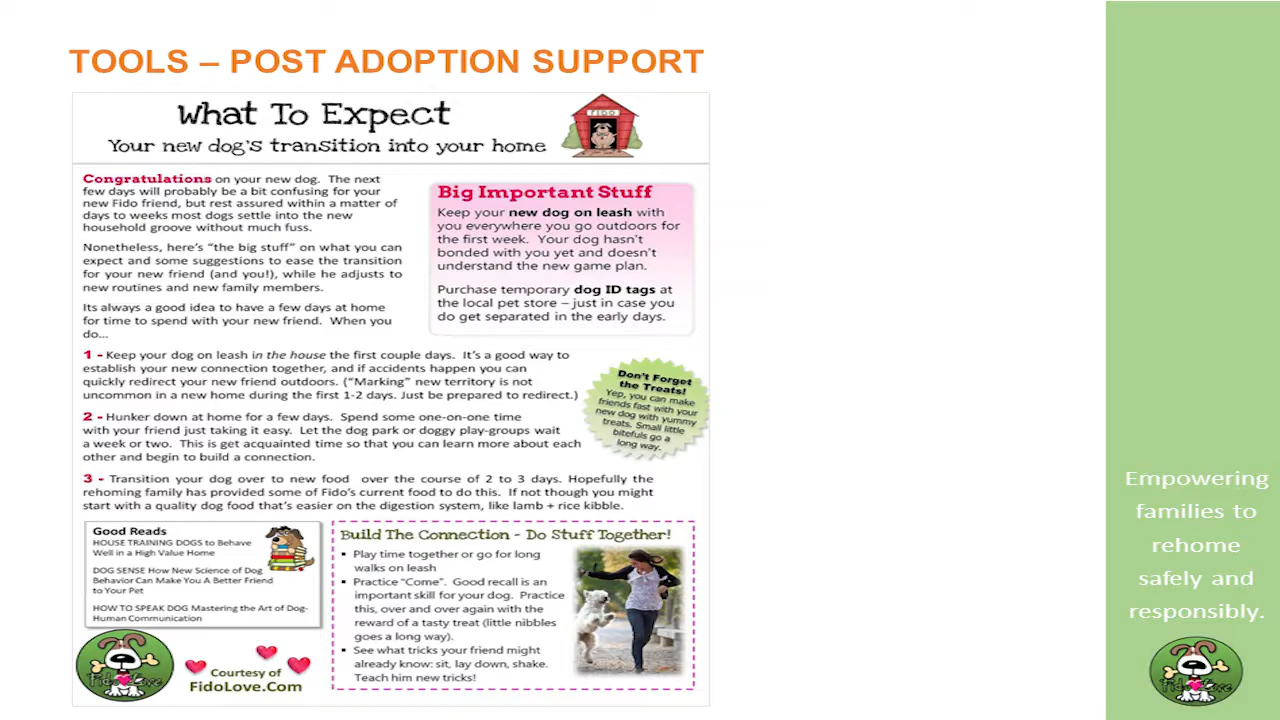 TOOLS – POST ADOPTION SUPPORT
What To Expect
Your new dog's transition into your home
FIDO
Congratulations on your new dog. The next
few days will probably be a bit confusing for your
new Fido friend, but rest assured within a matter of
days to weeks most dogs settle into the new
household groove without much fuss.
Nonetheless, here's "the big stuff" on what you can
expect and some suggestions to ease the transition
for your new friend (and you!), while he adjusts to
new routines and new family members.
Its always a good idea to have a few days at home
for time to spend with your new friend. When you
do...
Big Important Stuff
Keep your new dog on leash with
you everywhere you go outdoors for
the first week. Your dog hasn't
bonded with you yet and doesn't
understand the new game plan.
Purchase temporary dog ID tags at
the local pet store – just in case you
do get separated in the early days.
1 - Keep your dog on leash in the house the first couple days. It's a good way to
establish your new connection together, and if accidents happen you can
quickly redirect your new friend outdoors. ("Marking" new territory is not
uncommon in a new home during the first 1-2 days. Just be prepared to redirect.)
2 - Hunker down at home for a few days. Spend some one-on-one time
with your friend just taking it easy. Let the dog park or doggy play-groups wait
a week or two. This is get acquainted time so that you can learn more about each
other and begin to build a connection.
Don't Forget
the Treats!
Yep, you can make
friends fast with your
new dog with yummy
treats. Small little
bitefuls go a
long way.
3 - Transition your dog over to new food over the course of 2 to 3 days. Hopefully the
rehoming family has provided some of Fido's current food to do this. If not though you might
start with a quality dog food that's easier on the digestion system, like lamb + rice kibble.
Good Reads
HOUSE TRAINING DOGS to Behave
Well in a High Value Home
DOG SENSE How New Science of Dog
Behavior Can Make You A Better Friend
to Your Pet
HOW TO SPEAK DOG Mastering the Art of Dog-
Human Communication
Build The Connection - Do Stuff Together!
▪ Play time together or go for long
walks on leash
▪ Practice "Come". Good recall is an
important skill for your dog. Practice
this, over and over again with the
reward of a tasty treat (little nibbles
goes a long way).
▪ See what tricks your friend might
already know: sit, lay down, shake.
Teach him new tricks!
Fido Love
Courtesy of
FidoLove.Com
Empowering
families to
rehome
safely and
responsibly.
Fido Love